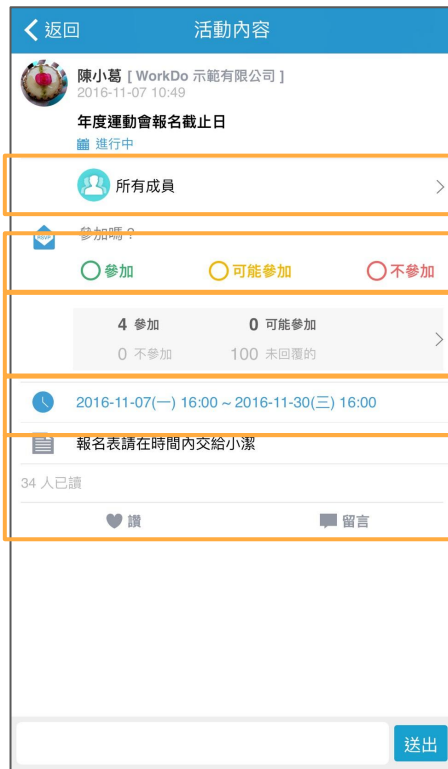 返回
活動內容
陳小葛 [ WorkDo 示範有限公司 ]
2016-11-07 10:49
年度運動會報名截止日
進行中
所有成員
參加嗎？
參加 可能參加 不參加
4 參加 0 可能參加
0 不參加 100 未回覆的
2016-11-07(一) 16:00 ~ 2016-11-30(三) 16:00
報名表請在時間內交給小潔
34 人已讀
讚 留言
送出